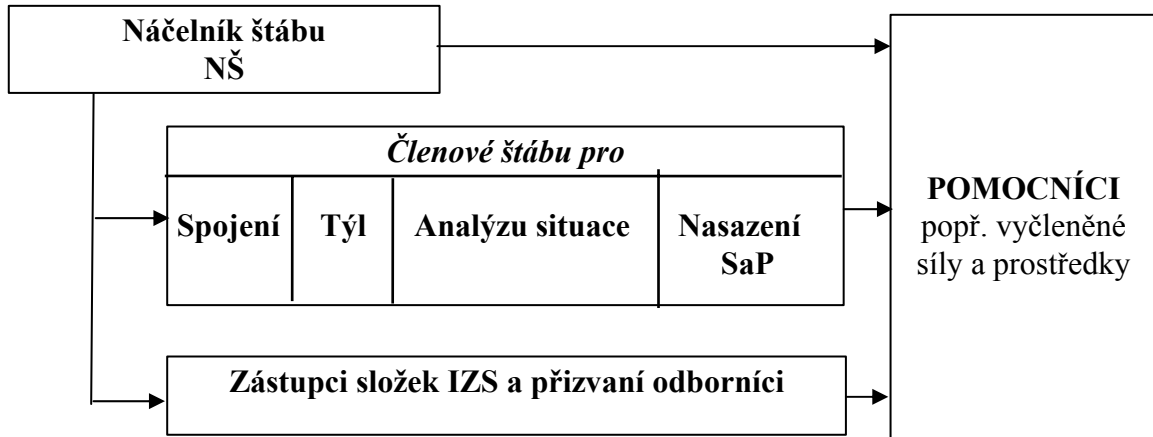 Náčelník štábu
NŠ
Členové štábu pro
Spojení
Týl
Analýzu situace
Nasazení
SaP
Zástupci složek IZS a přizvaní odborníci
POMOCNÍCI
popř. vyčleněné
síly a prostředky